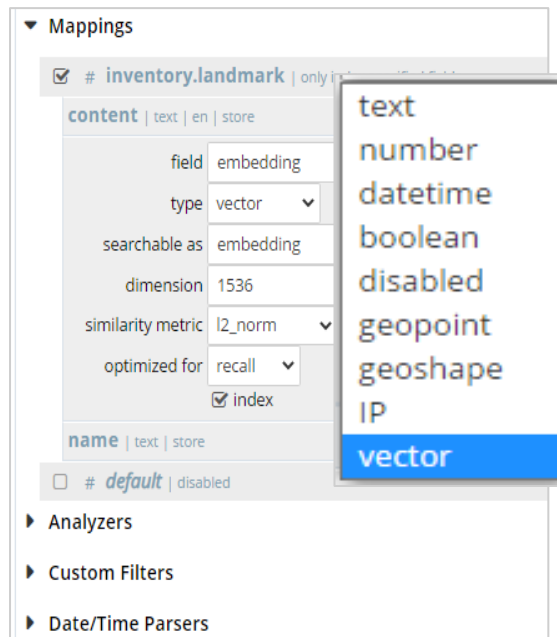 Mappings
# inventory.landmark | only
content | text | en | store
field embedding
type vector
searchable as embedding
dimension 1536
similarity metric l2_norm
optimized for recall
index
name | text | store
# default | disabled
Analyzers
Custom Filters
Date/Time Parsers
text
number
datetime
boolean
disabled
geopoint
geoshape
IP
vector